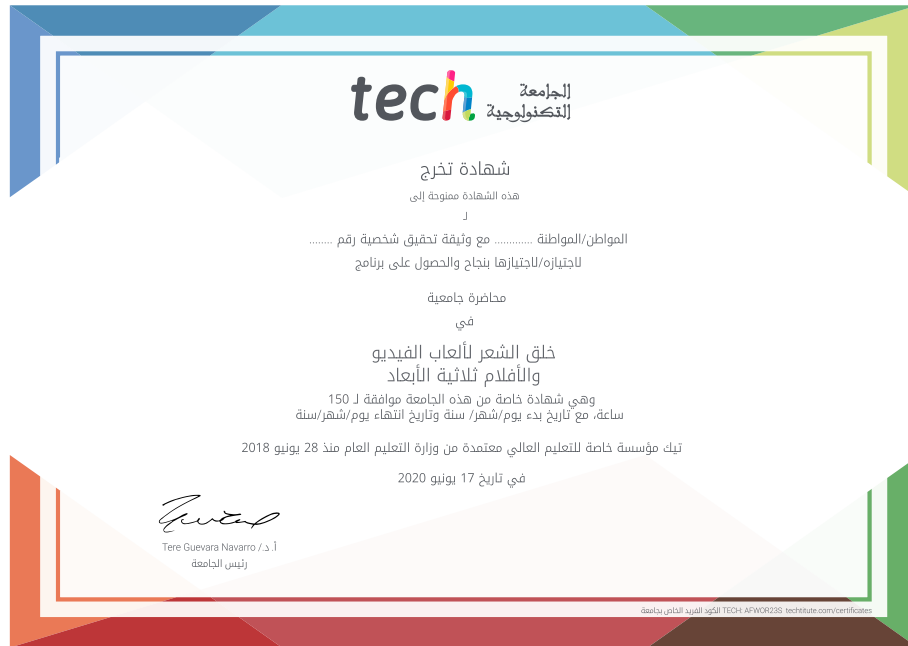 tech الجامعة
التكنولوجية
شهادة تخرج
هذه الشهادة ممنوحة إلى
لـ
المواطن/المواطنة ............. مع وثيقة تحقيق شخصية رقم ........
لاجتيازه/لاجتيازها بنجاح والحصول على برنامج
محاضرة جامعية
في
خلق الشعر لألعاب الفيديو
والأفلام ثلاثية الأبعاد
وهي شهادة خاصة من هذه الجامعة موافقة لـ 150
ساعة، مع تاريخ بدء يوم/شهر/ سنة وتاريخ انتهاء يوم/شهر/سنة
تيك مؤسسة خاصة للتعليم العالي معتمدة من وزارة التعليم العام منذ 28 يونيو 2018
في تاريخ 17 يونيو 2020
أ. د./ Tere Guevara Navarro
رئيس الجامعة
الكود الفريد الخاص بجامعة TECH: AFWOR23S techtitute.com/certificates